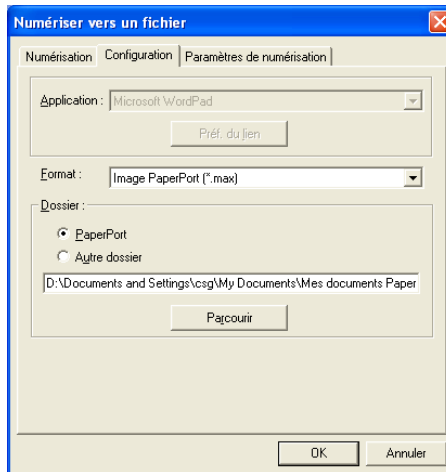 Numériser vers un fichier
Numérisation Configuration Paramètres de numérisation
Application : Microsoft WordPad
Préf. du lien
Format : Image PaperPort (*.max)
Dossier :
PaperPort
Autre dossier
D:\Documents and Settings\csg\My Documents\Mes documents Paper
Parcourir
OK Annuler